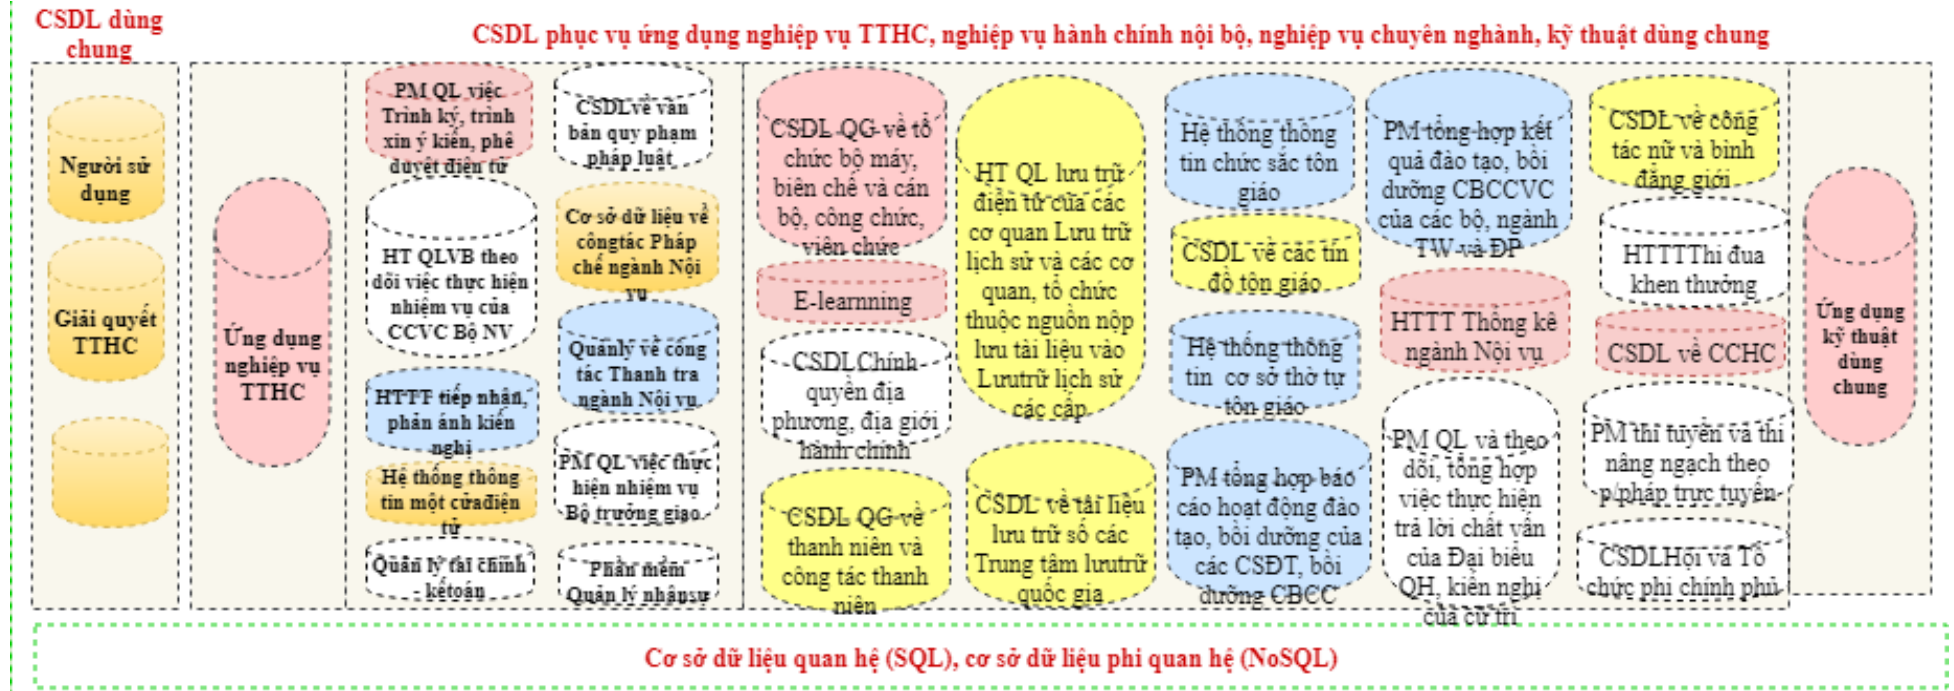 CSDL dùng
chung
CSDL phục vụ ứng dụng nghiệp vụ TTHC, nghiệp vụ hành chính nội bộ, nghiệp vụ chuyên nghành, kỹ thuật dùng chung
Người sử
dụng
Giải quyết
TTHC
Ứng dụng
nghiệp vụ
TTHC
PM QL việc
Trình ký, trình
xin ý kiến, phê
duyệt điện tử
HT QLVB theo
dõi việc thực hiện
nhiệm vụ của
CCVC Bộ NV
HTTT tiếp nhận,
phản ánh kiến
nghị
Hệ thống thông
tin một cửađiện
tử
Quản lý tài chính
- kếtoán
CSDLvề văn
bản quy phạm
pháp luật
Cơ sở dữ liệu về
côngtác Pháp
chế ngành Nội
vụ
Quảnlý về công
tác Thanh tra
ngành Nội vụ
PM QL việc thực
hiện nhiệm vụ
Bộ trưởng giao
Phần mềm
Quản lý nhânsự
CSDL QG về tổ
chức bộ máy,
biên chế và cán
bộ, công chức,
viên chức
E-learnning
CSDLChính
quyền địa
phương, địa giới
hành chính
CSDL QG về
thanh niên và
công tác thanh
niên
HT QL lưu trữ
điện tử của các
cơ quan Lưu trữ
lịch sử và các cơ
quan, tổ chức
thuộc nguồn nộp
lưu tài liệu vào
Lưutrữ lịch sử
các cấp
CSDL về tài liệu
lưu trữ số các
Trung tâm lưutrữ
quốc gia
Hệ thống thông
tin chức sắc tôn
giáo
CSDL về các tín
đồ tôn giáo
Hệ thống thông
tin cơ sở thờ tự
tôn giáo
PM tổng hợp báo
cáo hoạt động đào
tạo, bồi dưỡng của
các CSĐT, bồi
dưỡng CBCC
PM tổng hợp kết
quả đào tạo, bồi
dưỡng CBCCVC
của các bộ, ngành
TW và ĐP
HTTT Thống kê
ngành Nội vụ
PM QL và theo
dõi, tổng hợp
việc thực hiện
trả lời chất vấn
của Đại biểu
QH, kiến nghị
của cử tri
CSDL về công
tác nữ và bình
đẳng giới
HTTTThi đua
khen thưởng
CSDL về CCHC
PM thi tuyển và thi
nâng ngạch theo
p/pháp trực tuyến
CSDLHội và Tổ
chức phi chính phủ
Ứng dụng
kỹ thuật
dùng
chung
Cơ sở dữ liệu quan hệ (SQL), cơ sở dữ liệu phi quan hệ (NoSQL)